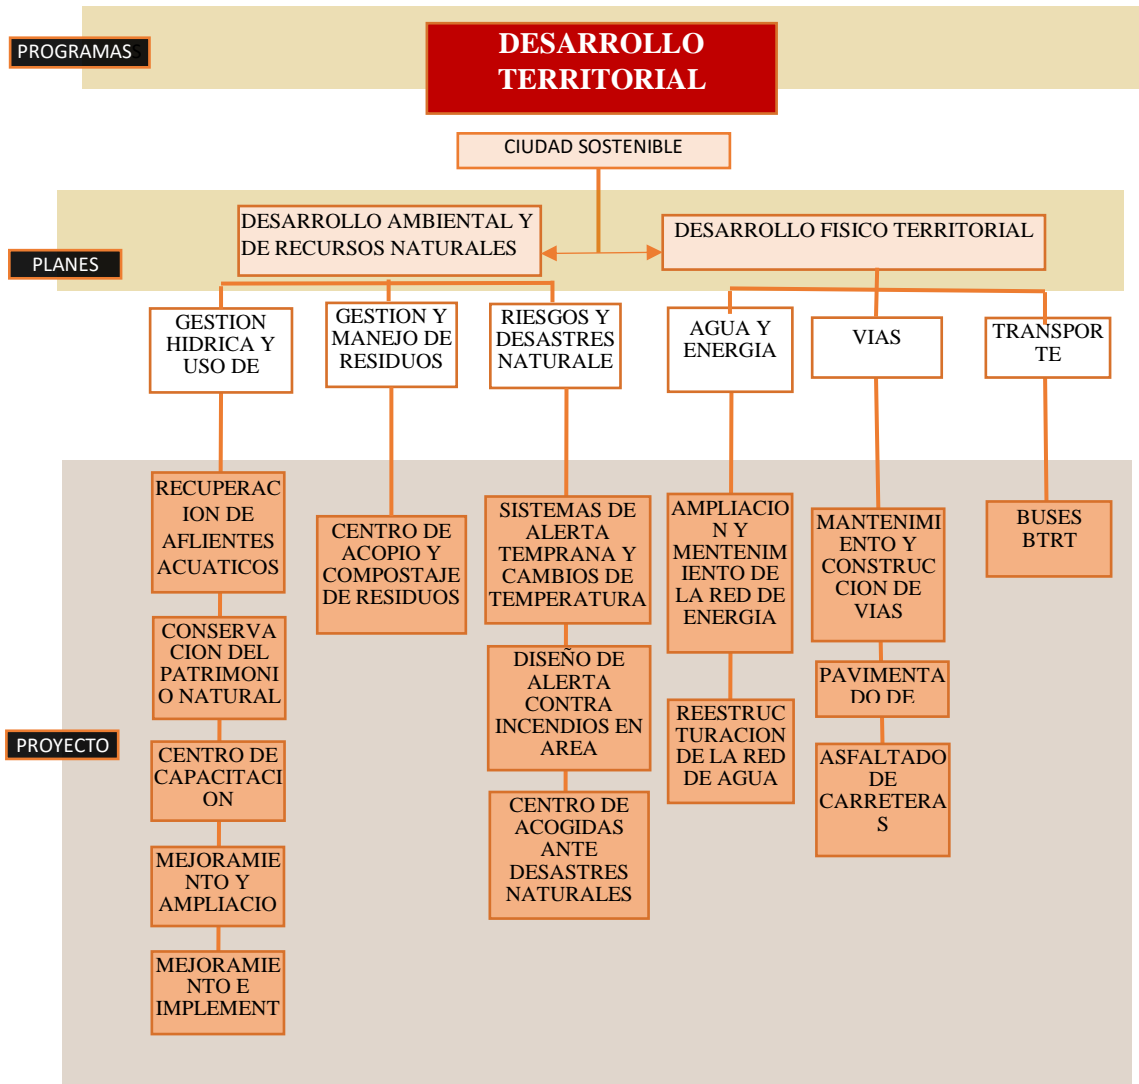 PROGRAMAS
DESARROLLO
TERRITORIAL
CIUDAD SOSTENIBLE
PLANES
DESARROLLO AMBIENTAL Y
DE RECURSOS NATURALES
DESARROLLO FISICO TERRITORIAL
GESTION
HIDRICA Y
USO DE
GESTION Y
MANEJO DE
RESIDUOS
RIESGOS Y
DESASTRES
NATURALE
AGUA Y
ENERGIA
VIAS
TRANSPOR
TE
PROYECTO
RECUPERAC
ION DE
AFLIENTES
ACUATICOS
CONSERVA
CION DEL
PATRIMONI
O NATURAL
CENTRO DE
CAPACITACI
ON
MEJORAMIE
NTO Y
AMPLIACIO
MEJORAMIE
NTO E
IMPLEMENT
CENTRO DE
ACOPIO Y
COMPOSTAJE
DE RESIDUOS
SISTEMAS DE
ALERTA
TEMPRANA Y
CAMBIOS DE
TEMPERATURA
DISEÑO DE
ALERTA
CONTRA
INCENDIOS EN
AREA
CENTRO DE
ACOGIDAS
ANTE
DESASTRES
NATURALES
AMPLIACIO
N Y
MENTENIM
IENTO DE
LA RED DE
ENERGIA
REESTRUC
TURACION
DE LA RED
DE AGUA
MANTENIMI
ENTO Y
CONSTRUC
CION DE
VIAS
PAVIMENTA
DO DE
ASFALTADO
DE
CARRETERA
S
BUSES
BTRT